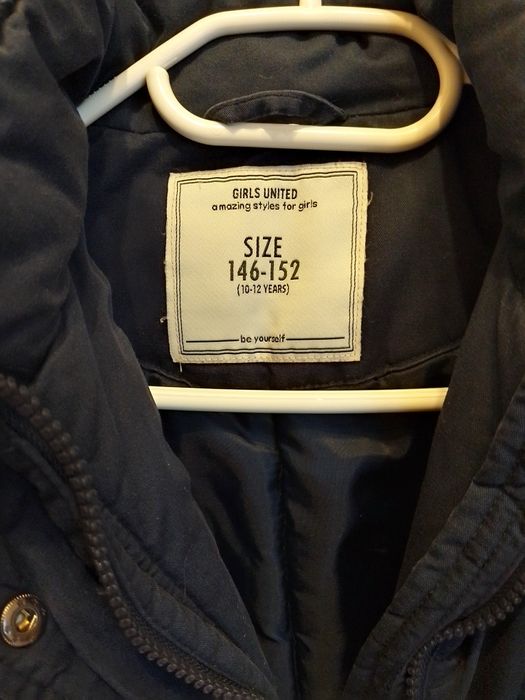 GIRLS UNITED
amazing styles for girls
SIZE
146-152
(10-12 YEARS)
be yourself